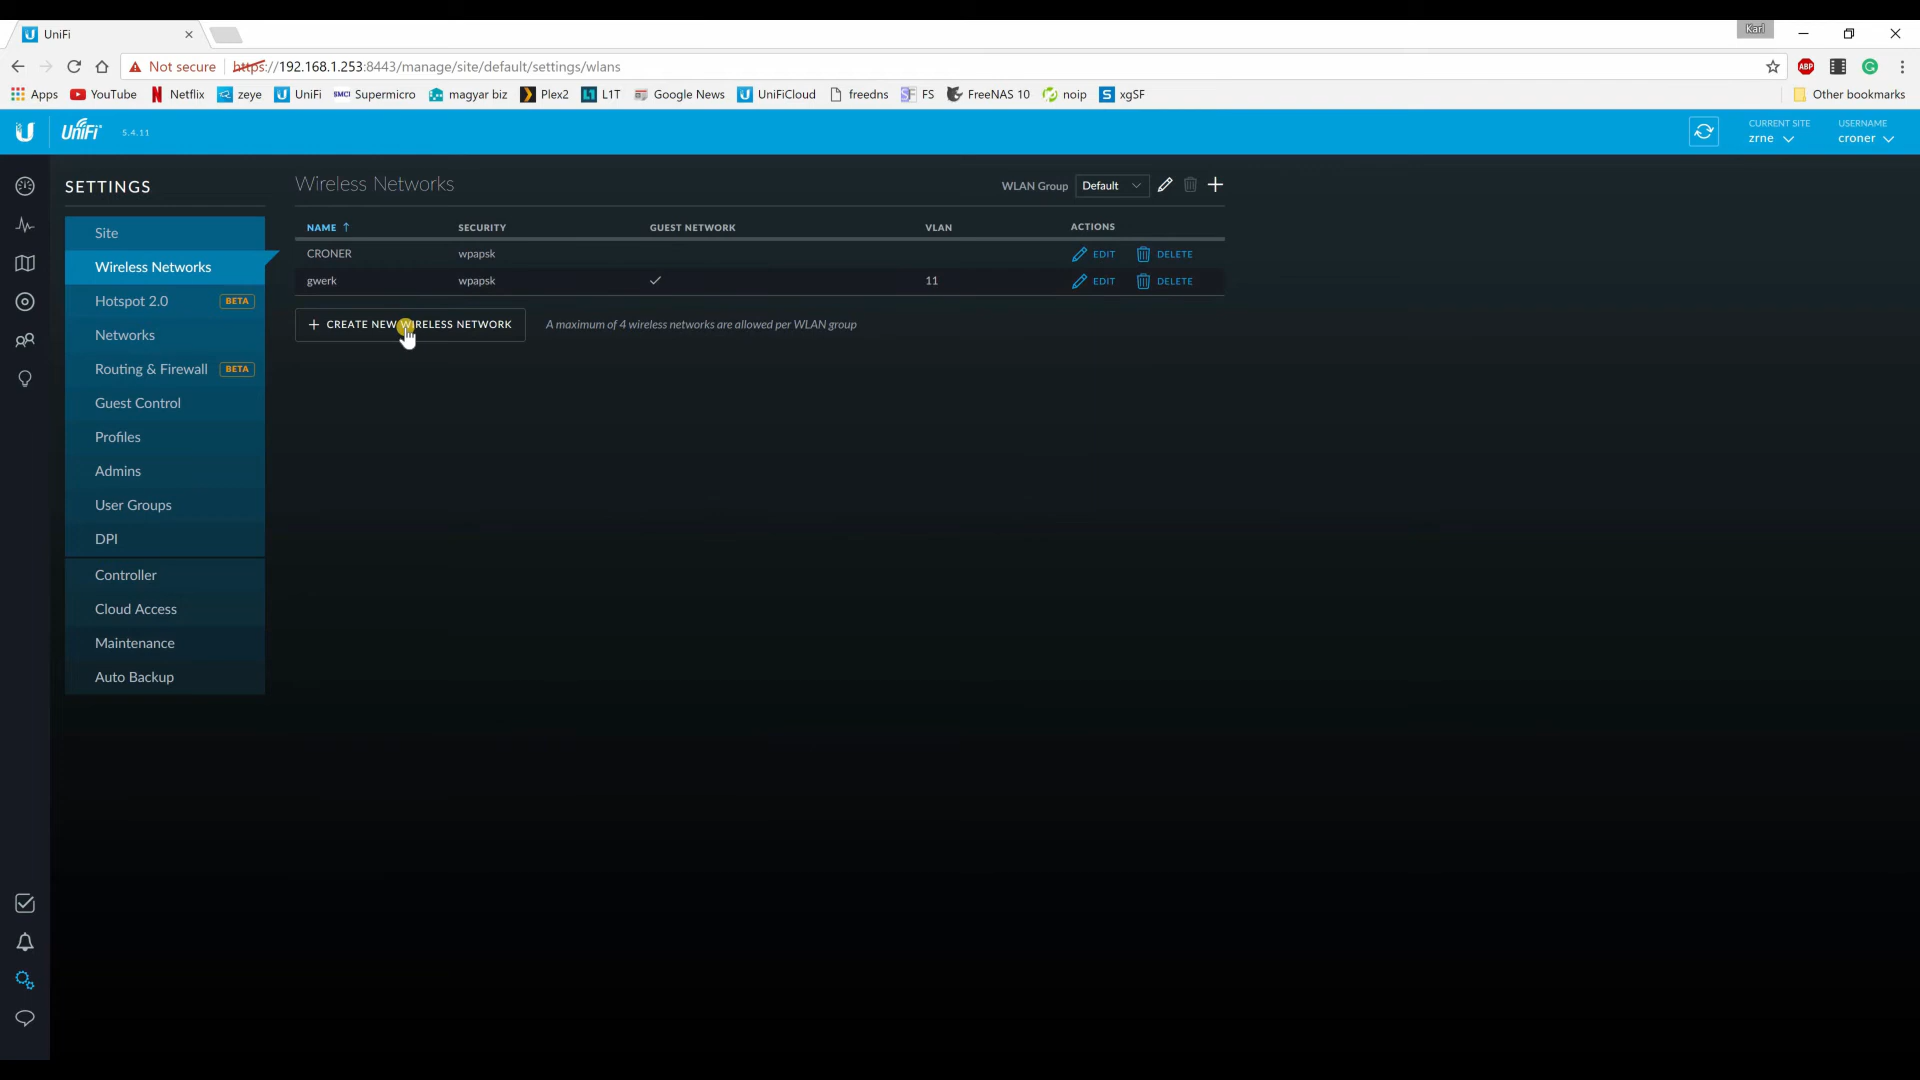 Karl
UniFi
Not secure https://192.168.1.253:8443/manage/site/default/settings/wlans ABP
Apps YouTube Netflix zeye UniFi SMCI Supermicro magyar biz Plex2 L1T Google News UniFiCloud freedns FS FreeNAS 10 noip xgSF Other bookmarks
UniFi 5.4.11
CURRENT SITE
zrne
USERNAME
croner
SETTINGS
Site
Wireless Networks
Hotspot 2.0 BETA
Networks
Routing & Firewall BETA
Guest Control
Profiles
Admins
User Groups
DPI
Controller
Cloud Access
Maintenance
Auto Backup
Wireless Networks
WLAN Group Default
NAME SECURITY GUEST NETWORK VLAN ACTIONS
CRONER wpapsk EDIT DELETE
gwerk wpapsk 11 EDIT DELETE
CREATE NEW WIRELESS NETWORK A maximum of 4 wireless networks are allowed per WLAN group